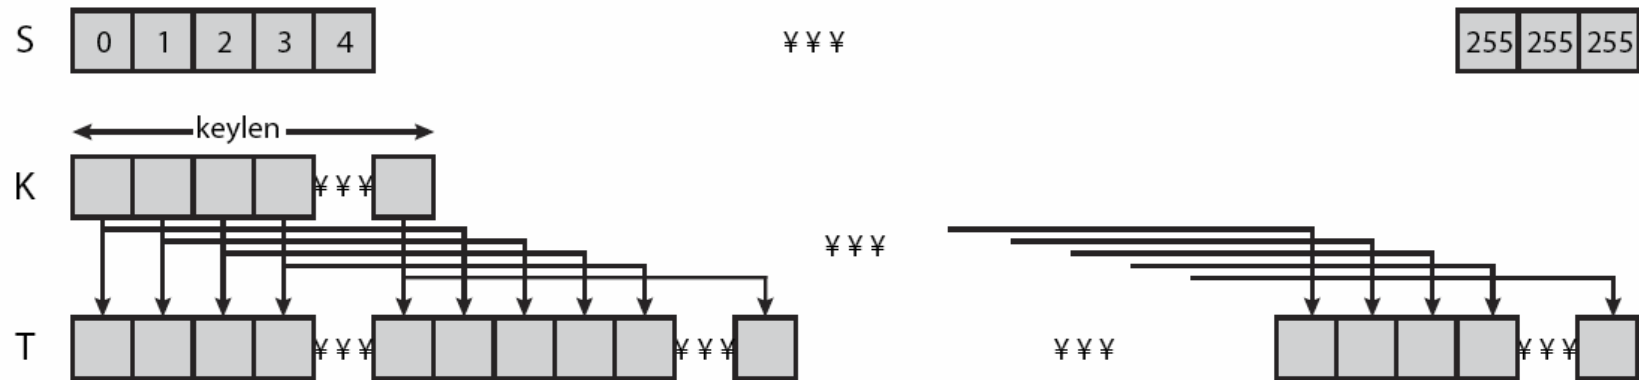 S 0 1 2 3 4 ¥ ¥ ¥ 255 255 255
keylen
K ¥ ¥ ¥
¥ ¥ ¥
T ¥ ¥ ¥ ¥ ¥ ¥ ¥ ¥ ¥ ¥ ¥ ¥